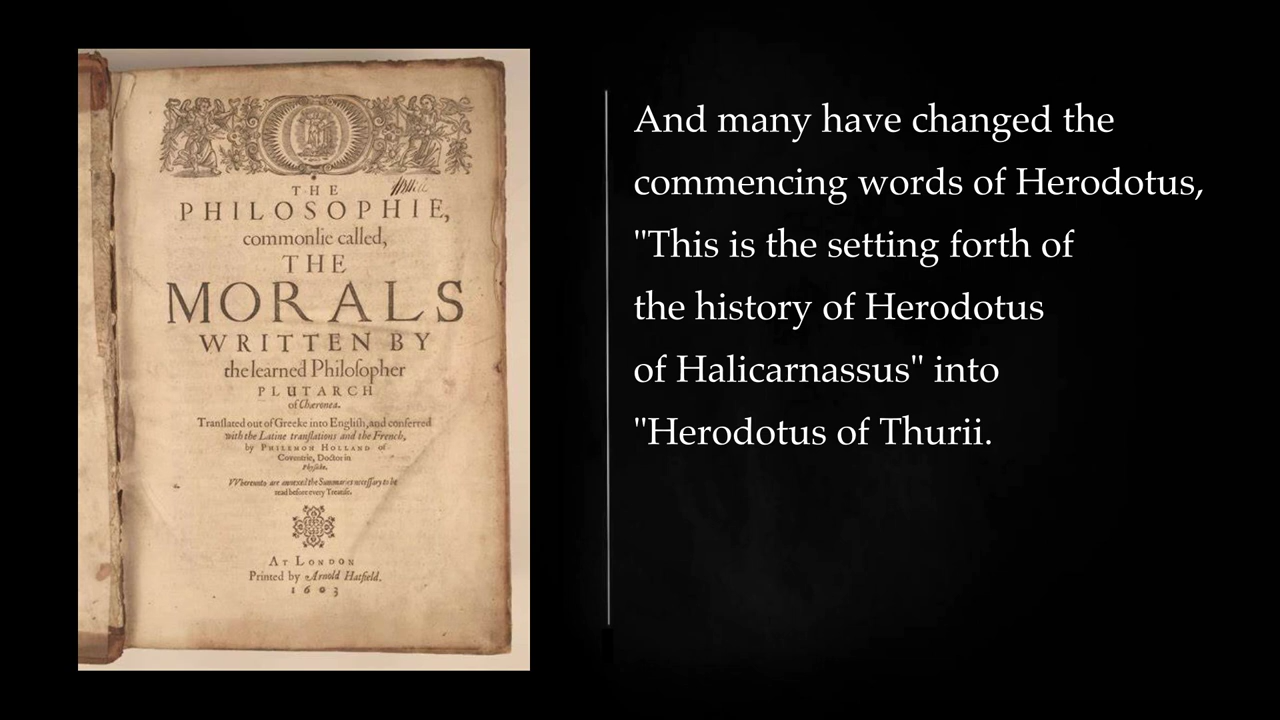 THE
PHILOSOPHIE,
commonlie called,
THE
MORALS
WRITTEN BY
the learned Philosopher
PLUTARCH
of Chæronea.
Translated out of Greeke into English, and conferred
with the Latine translations and the French,
by PHILEMON HOLLAND of
Coventrie, Doctor in
Physicke.
VVhereunto are annexed the Summaries necessary to be
read before every Treatise.
AT LONDON
Printed by Arnold Hatfield.
1603
And many have changed the
commencing words of Herodotus,
"This is the setting forth of
the history of Herodotus
of Halicarnassus" into
"Herodotus of Thurii.